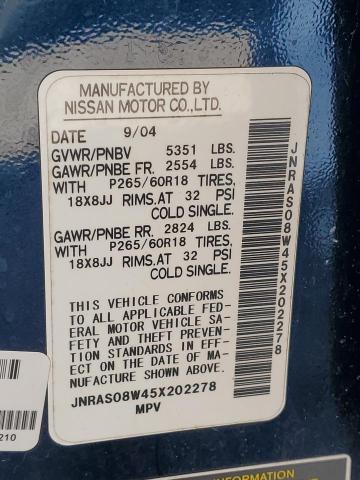 MANUFACTURED BY
NISSAN MOTOR CO.,LTD.
DATE 9/04
GVWR/PNBV 5351 LBS.
GAWR/PNBE FR. 2554 LBS.
WITH P265/60R18 TIRES,
18X8JJ RIMS.AT 32 PSI
COLD SINGLE.
GAWR/PNBE RR. 2824 LBS.
WITH P265/60R18 TIRES,
18X8JJ RIMS.AT 32 PSI
COLD SINGLE.
THIS VEHICLE CONFORMS
TO ALL APPLICABLE FED-
ERAL MOTOR VEHICLE SA-
FETY AND THEFT PREVEN-
TION STANDARDS IN EFF-
ECT ON THE DATE OF MA-
NUFACTURE SHOWN ABOVE.
JNRAS08W45X202278
MPV
JNRAS08W45X202278
210
INFORMATION